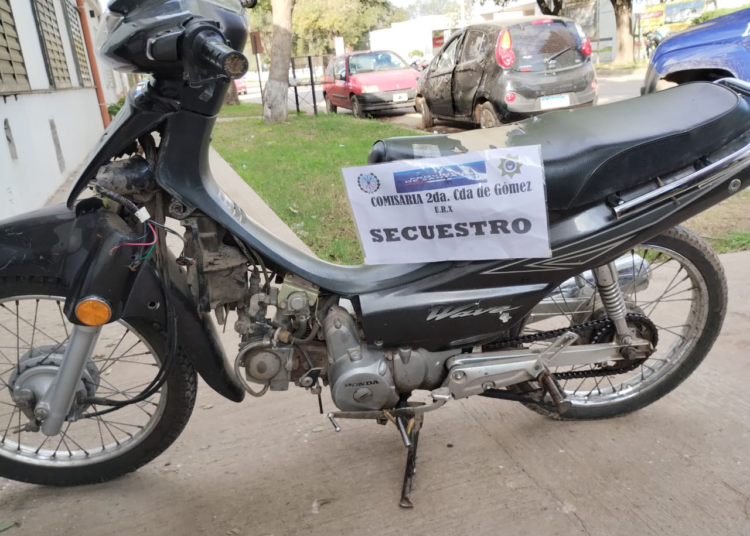 COMISARIA 2da. Cda de Gómez
E.R.X
SECUESTRO
Wave
HONDA